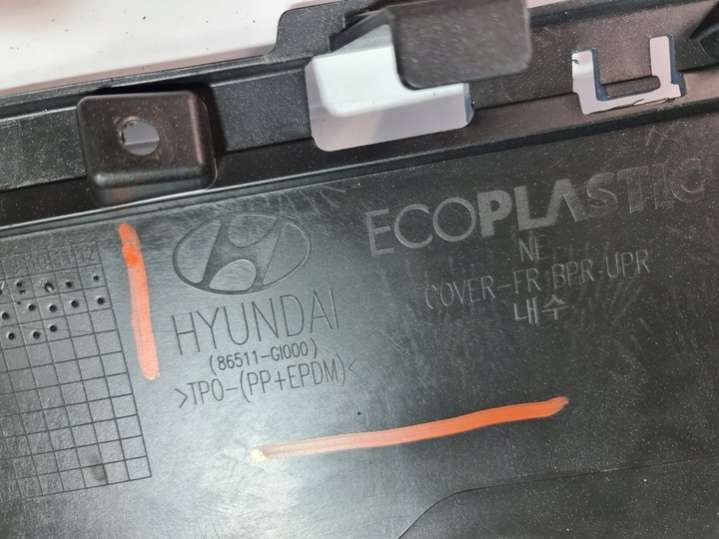 ECOPLASTIC
NE
COVER-FR BPR-UPR
내수
HYUNDAI
(86511-GI000)
>TPO-(PP+EPDM)<